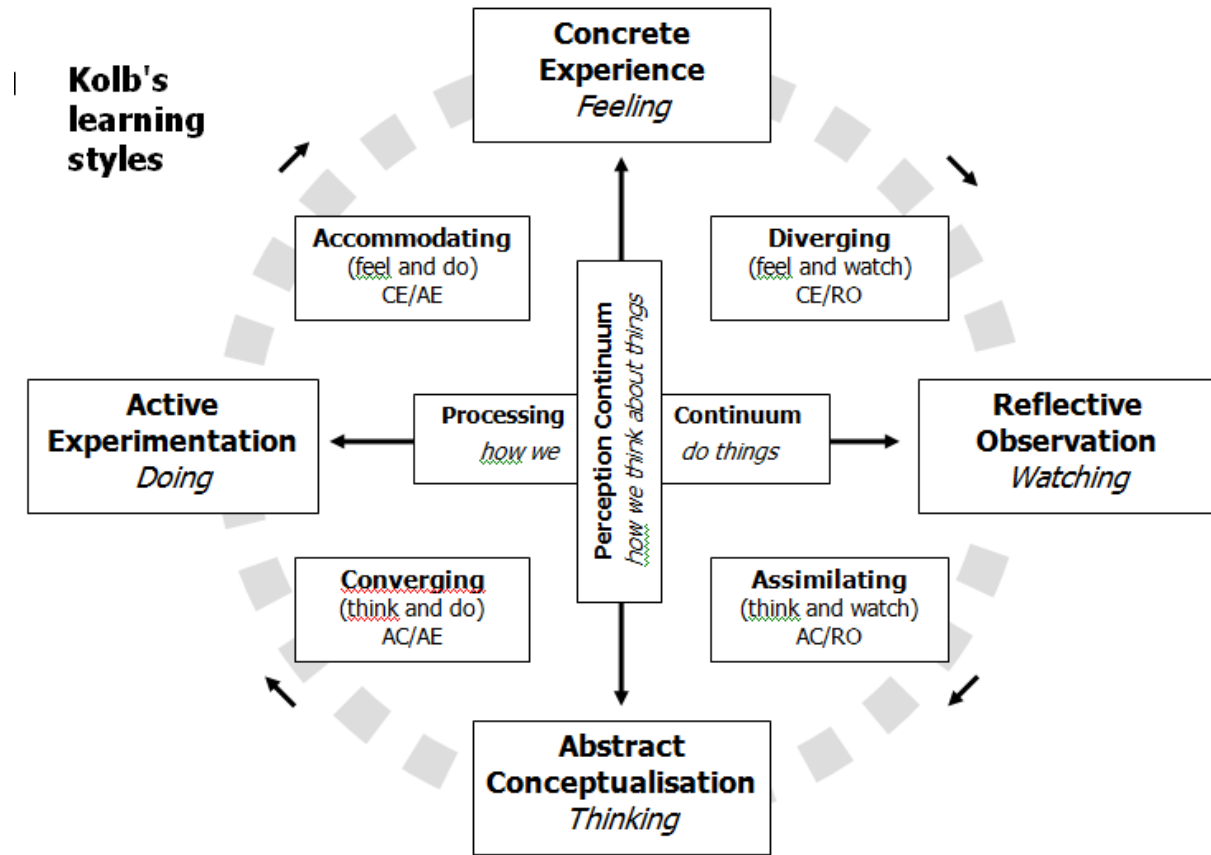 Kolb's
learning
styles
Concrete
Experience
Feeling
Accommodating
(feel and do)
CE/AE
Diverging
(feel and watch)
CE/RO
Perception Continuum
how we think about things
Active
Experimentation
Doing
Processing
how we
Continuum
do things
Reflective
Observation
Watching
Converging
(think and do)
AC/AE
Assimilating
(think and watch)
AC/RO
Abstract
Conceptualisation
Thinking